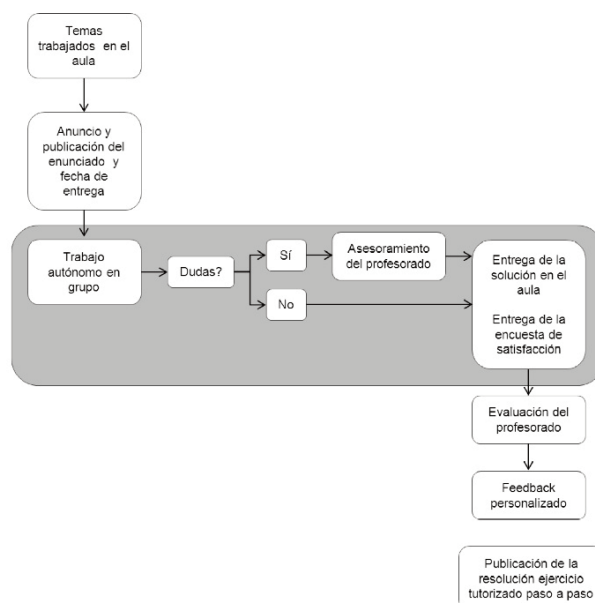 Temas
trabajados en el
aula
Anuncio y
publicación del
enunciado y
fecha de
entrega
Trabajo
autónomo en
grupo
Dudas?
Sí
No
Asesoramiento
del profesorado
Entrega de la
solución en el
aula
Entrega de la
encuesta de
satisfacción
Evaluación del
profesorado
Feedback
personalizado
Publicación de la
resolución ejercicio
tutorizado paso a paso